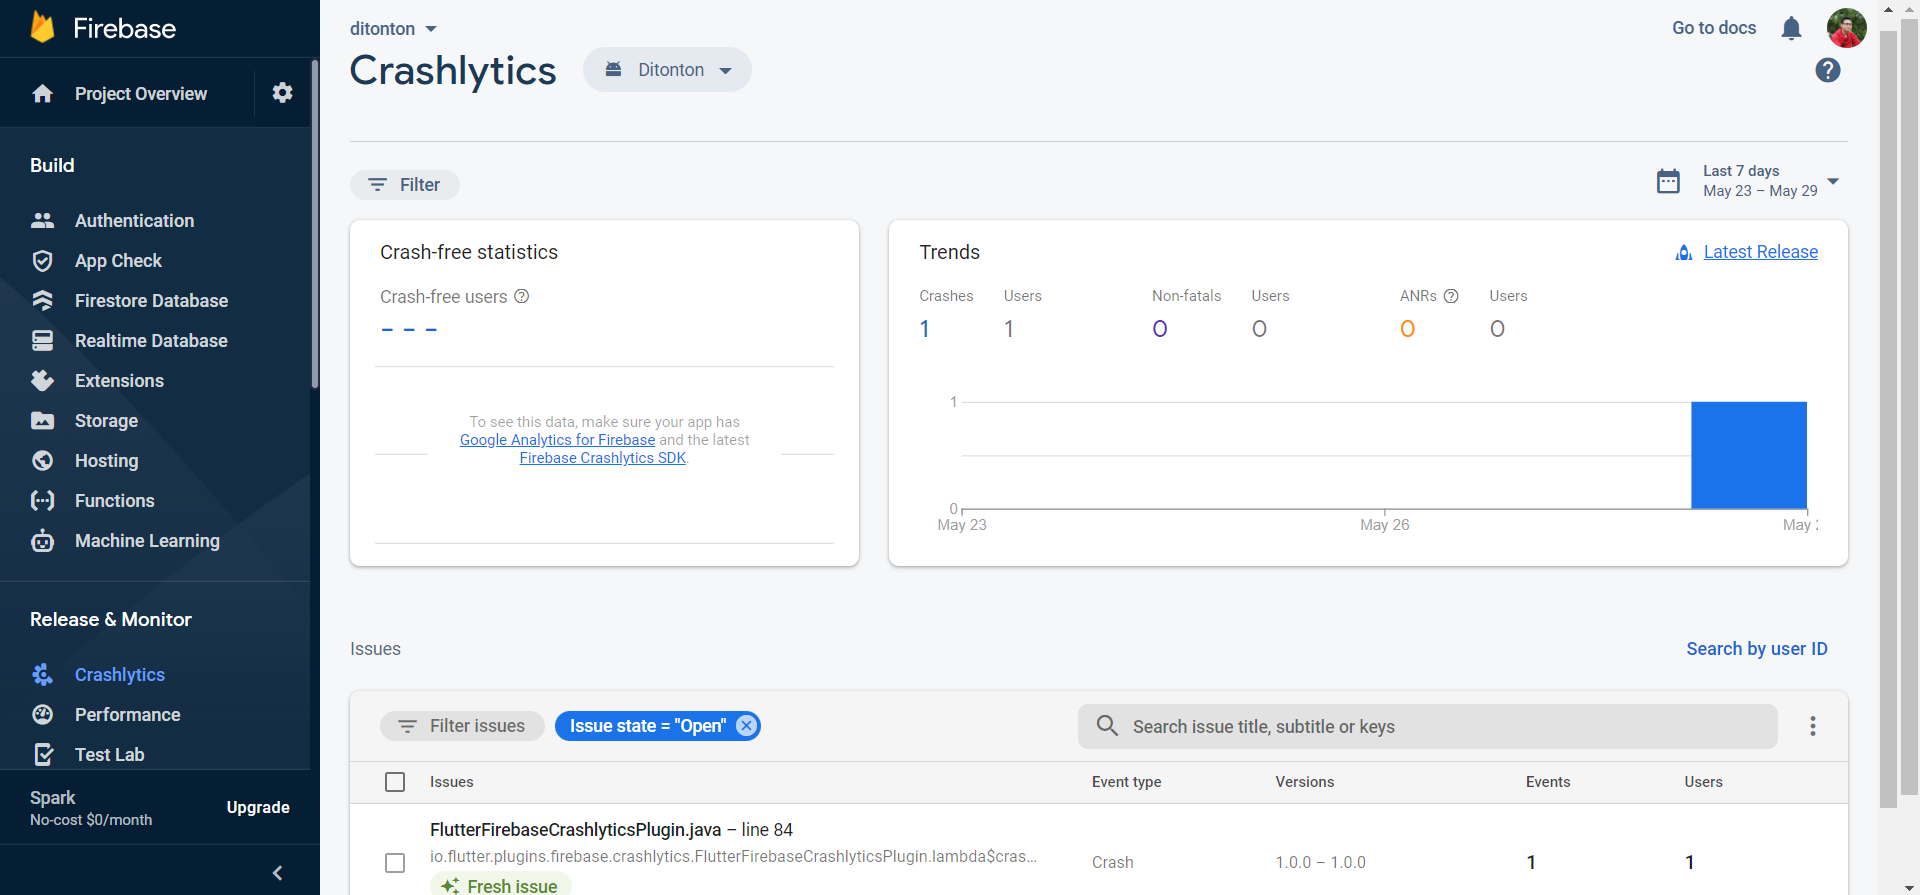 Firebase
Project Overview
Build
Authentication
App Check
Firestore Database
Realtime Database
Extensions
Storage
Hosting
Functions
Machine Learning
Release & Monitor
Crashlytics
Performance
Test Lab
Spark
No-cost $0/month
Upgrade
ditonton
Go to docs
Crashlytics
Ditonton
Filter
Last 7 days
May 23 – May 29
Crash-free statistics
Crash-free users
– – –
To see this data, make sure your app has
Google Analytics for Firebase and the latest
Firebase Crashlytics SDK.
Trends
Latest Release
Crashes Users Non-fatals Users ANRs Users
1 1 0 0 0 0
1
0
May 23 May 26 May
Issues
Search by user ID
Filter issues
Issue state = "Open"
Search issue title, subtitle or keys
Issues Event type Versions Events Users
FlutterFirebaseCrashlyticsPlugin.java – line 84
io.flutter.plugins.firebase.crashlytics.FlutterFirebaseCrashlyticsPlugin.lambda$cras...
Crash 1.0.0 – 1.0.0 1 1
Fresh issue